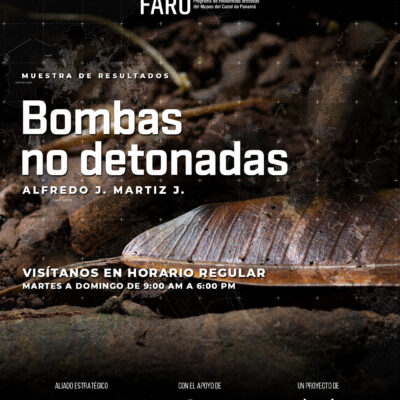 FARO
Programa de residencias artísticas
del Museo del Canal de Panamá
MUESTRA DE RESULTADOS
Bombas
no detonadas
ALFREDO J. MARTIZ J.
VISÍTANOS EN HORARIO REGULAR
MARTES A DOMINGO DE 9:00 AM A 6:00 PM
ALIADO ESTRATÉGICO
CON EL APOYO DE
UN PROYECTO DE